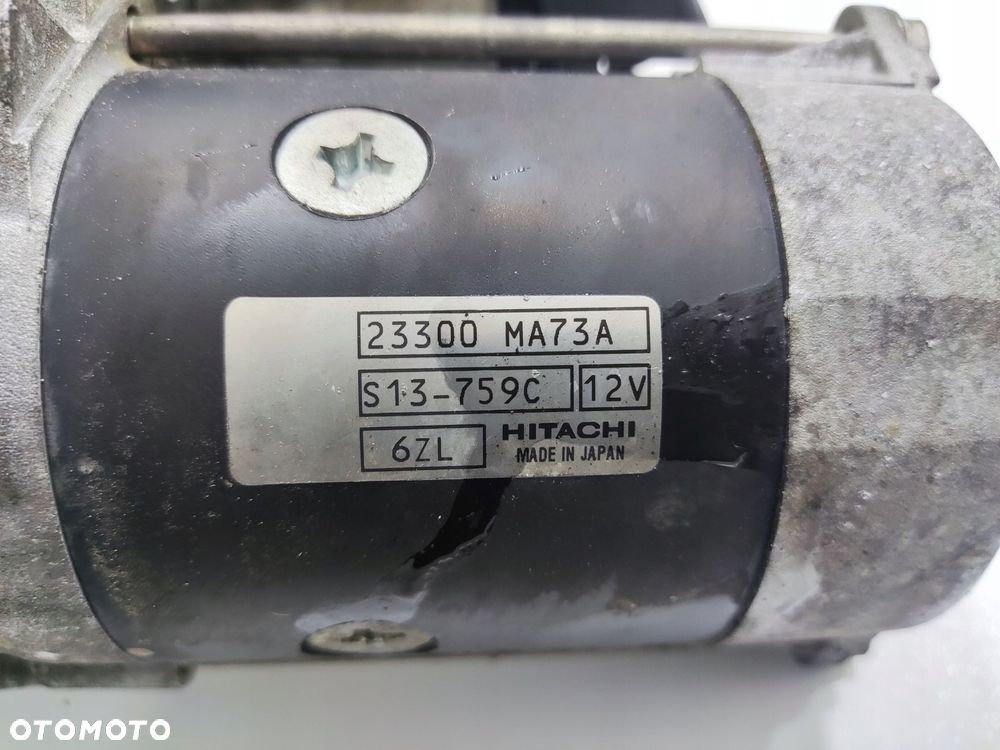 23300 MA73A
S13-759C 12V
6ZL HITACHI
MADE IN JAPAN
OTOMOTO